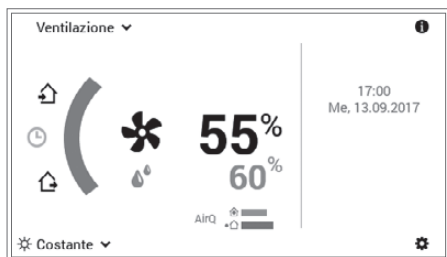 Ventilazione
17:00
Me, 13.09.2017
55%
60%
AirQ
Costante